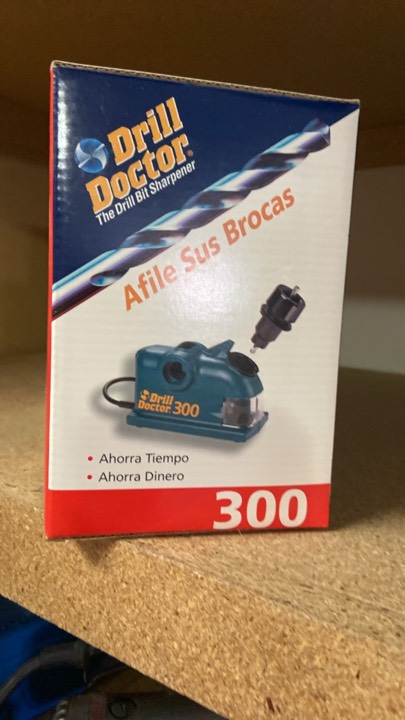 Drill
Doctor®
The Drill Bit Sharpener
Afile Sus Brocas
Drill
Doctor 300
• Ahorra Tiempo
• Ahorra Dinero
300